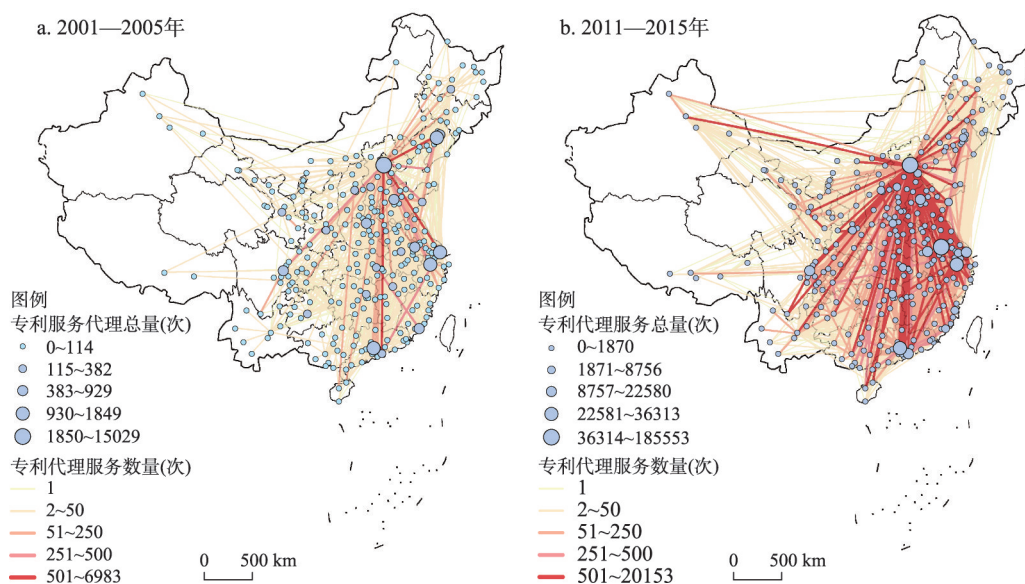 a. 2001—2005年
图例
专利服务代理总量(次)
0~114
115~382
383~929
930~1849
1850~15029
专利代理服务数量(次)
1
2~50
51~250
251~500
501~6983
0 500 km
b. 2011—2015年
图例
专利代理服务总量(次)
0~1870
1871~8756
8757~22580
22581~36313
36314~185553
专利代理服务数量(次)
1
2~50
51~250
251~500
501~20153
0 500 km